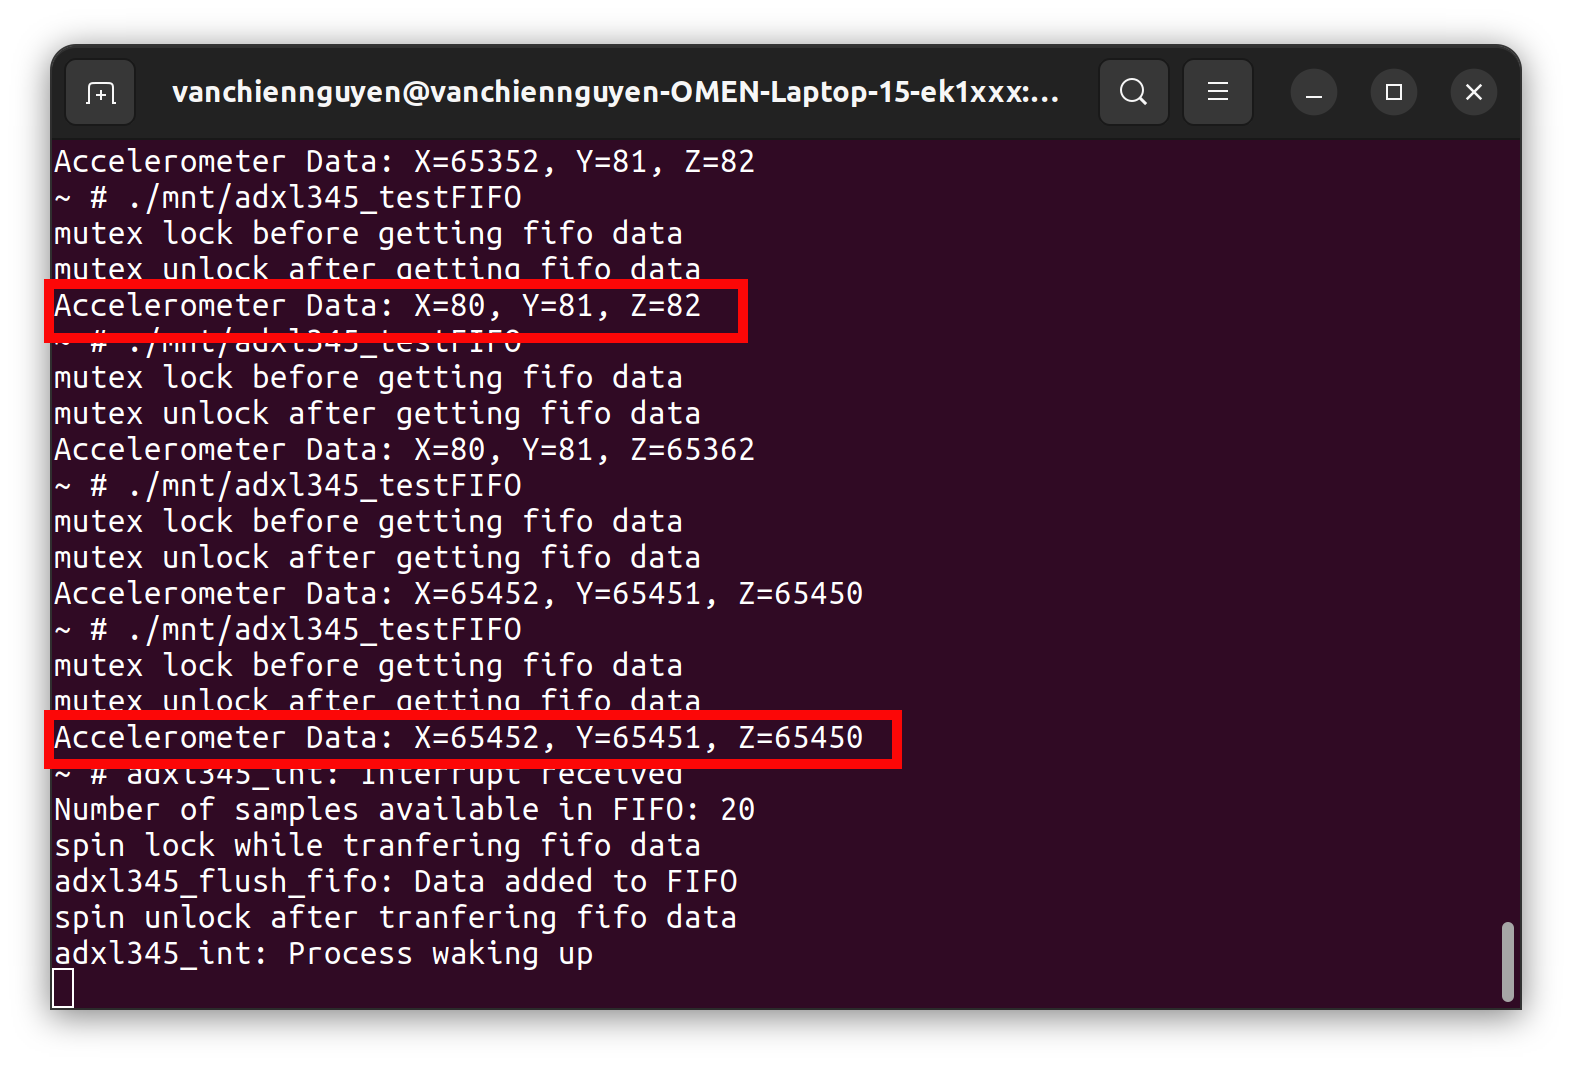 vanchiennguyen@vanchiennguyen-OMEN-Laptop-15-ek1xxx:...
Accelerometer Data: X=65352, Y=81, Z=82
~ # ./mnt/adxl345_testFIFO
mutex lock before getting fifo data
mutex unlock after getting fifo data
Accelerometer Data: X=80, Y=81, Z=82
~ # ./mnt/adxl345_testFIFO
mutex lock before getting fifo data
mutex unlock after getting fifo data
Accelerometer Data: X=80, Y=81, Z=65362
~ # ./mnt/adxl345_testFIFO
mutex lock before getting fifo data
mutex unlock after getting fifo data
Accelerometer Data: X=65452, Y=65451, Z=65450
~ # ./mnt/adxl345_testFIFO
mutex lock before getting fifo data
mutex unlock after getting fifo data
Accelerometer Data: X=65452, Y=65451, Z=65450
~ # adxl345_int: Interrupt received
Number of samples available in FIFO: 20
spin lock while tranfering fifo data
adxl345_flush_fifo: Data added to FIFO
spin unlock after tranfering fifo data
adxl345_int: Process waking up